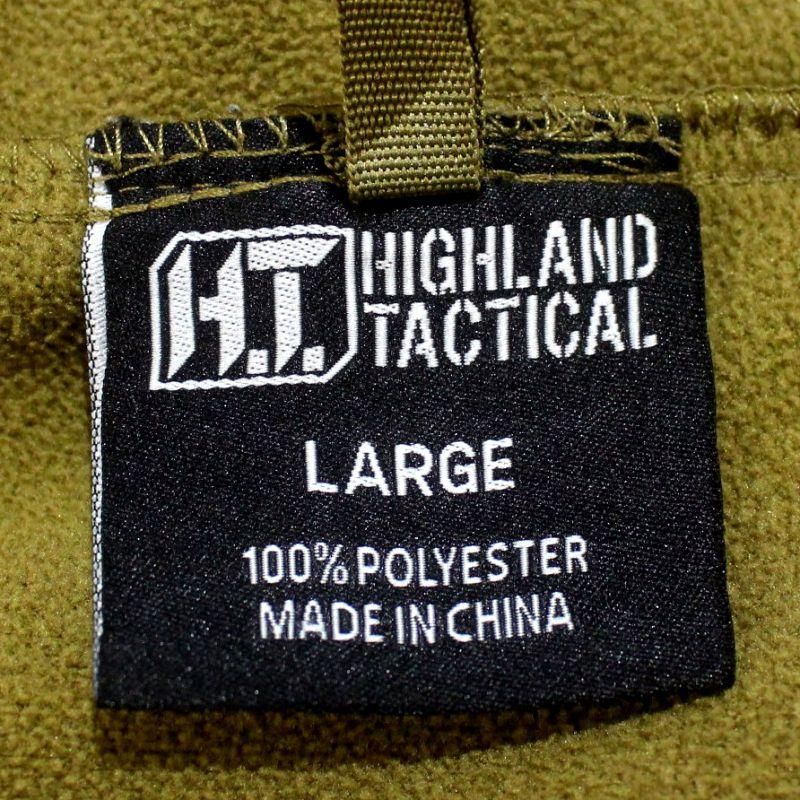 H.T. HIGHLAND
TACTICAL
LARGE
100% POLYESTER
MADE IN CHINA